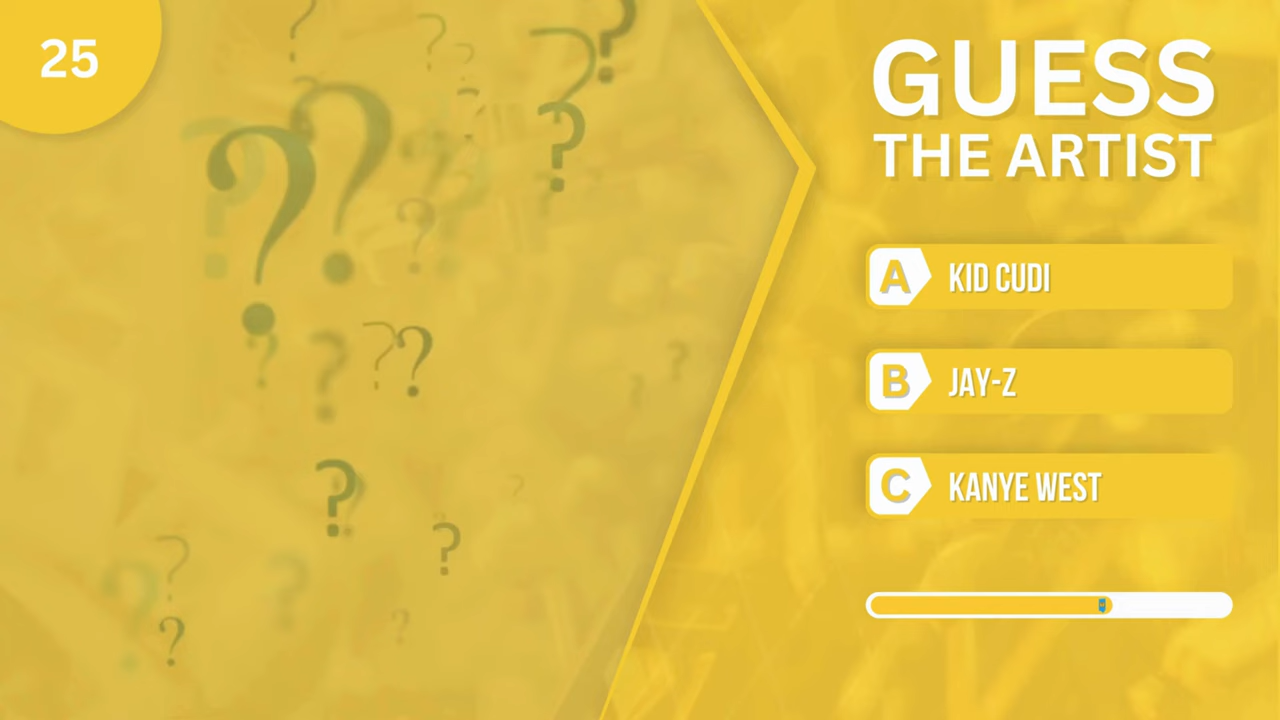 25
GUESS
THE ARTIST
A KID CUDI
B JAY-Z
C KANYE WEST